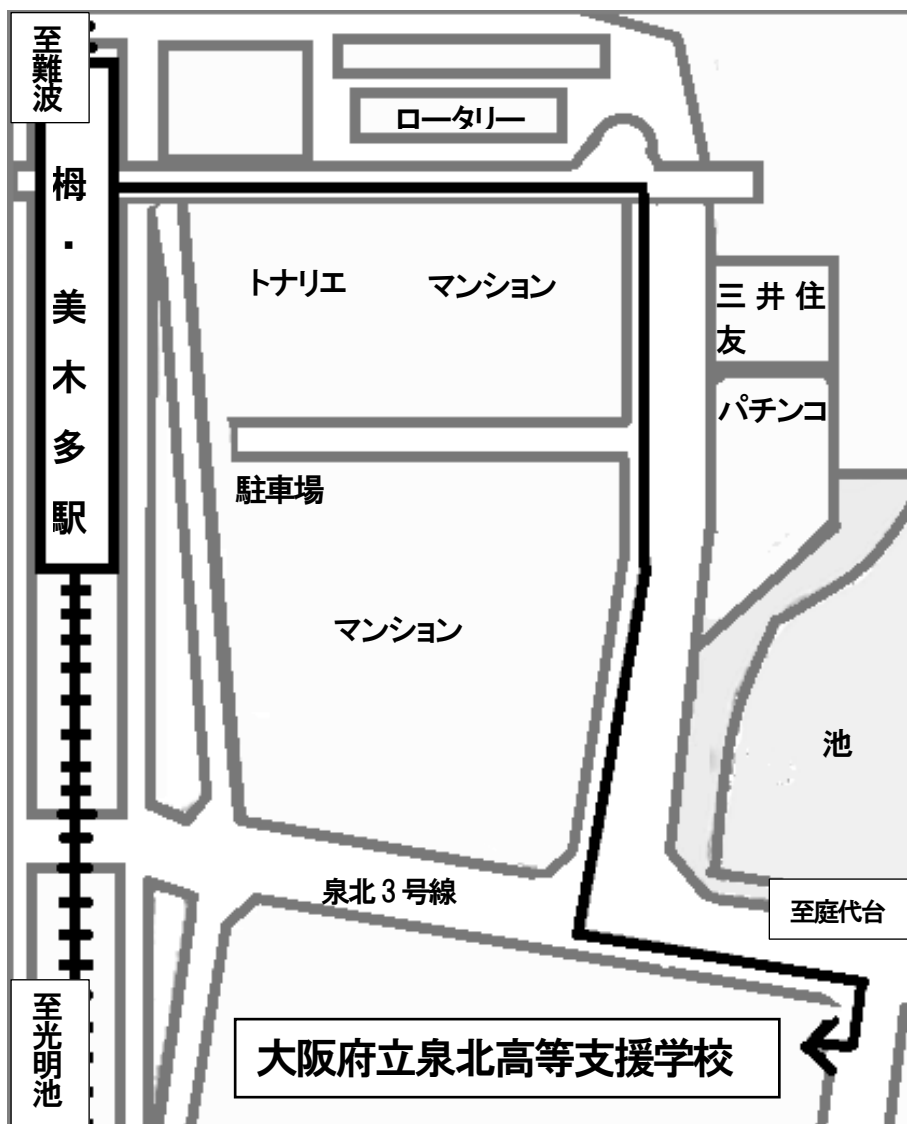 至難波
ロータリー
栂・美木多駅
トナリエ
マンション
三井住
友
パチンコ
駐車場
マンション
池
泉北3号線
至庭代台
至光明池
大阪府立泉北高等支援学校